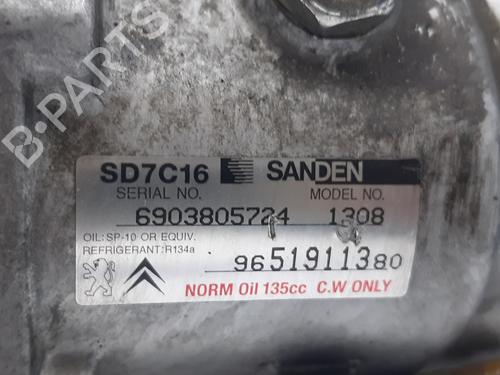 B-PARTS
SD7C16 SANDEN
SERIAL NO. MODEL NO.
6903805724 1308
OIL: SP-10 OR EQUIV.
REFRIGERANT:R134a
9651911380
NORM Oil 135cc C.W ONLY